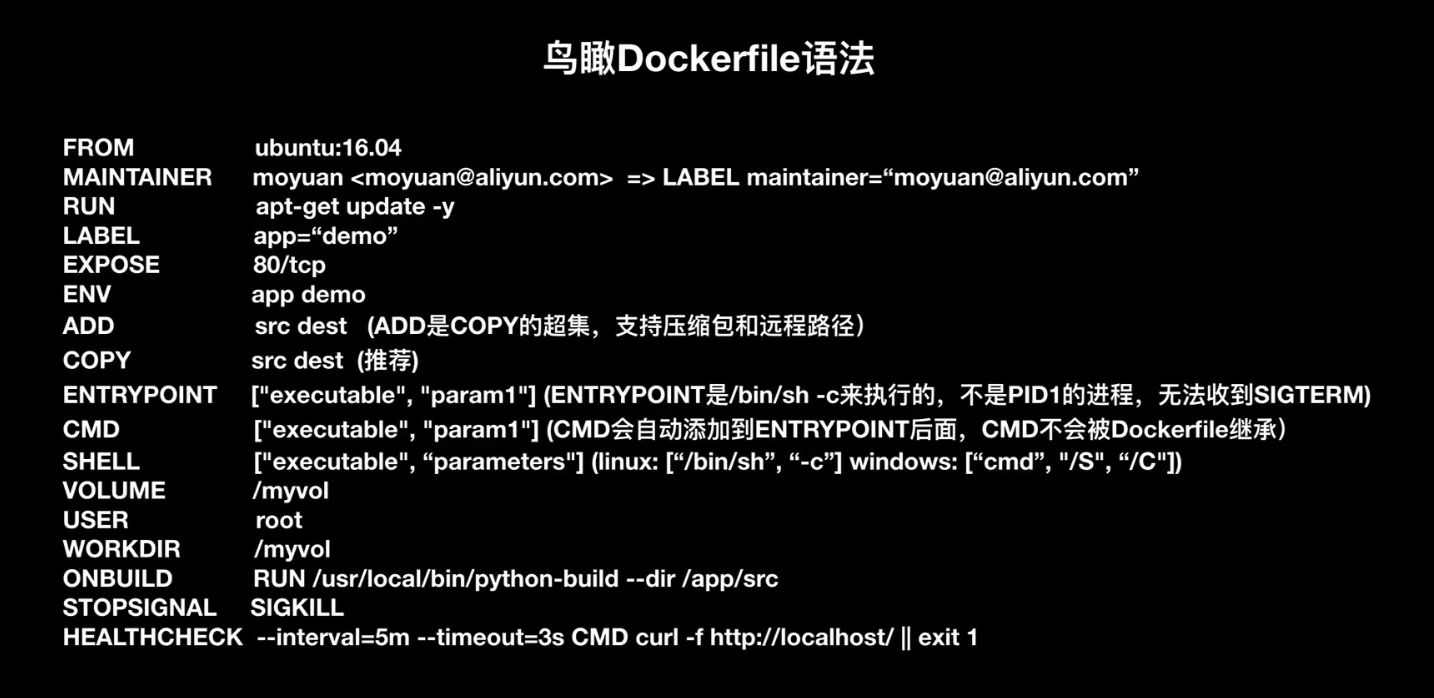 鸟瞰Dockerfile语法
FROM ubuntu:16.04
MAINTAINER moyuan <moyuan@aliyun.com> => LABEL maintainer=“moyuan@aliyun.com”
RUN apt-get update -y
LABEL app=“demo”
EXPOSE 80/tcp
ENV app demo
ADD src dest (ADD是COPY的超集，支持压缩包和远程路径）
COPY src dest (推荐)
ENTRYPOINT ["executable", "param1"] (ENTRYPOINT是/bin/sh -c来执行的，不是PID1的进程，无法收到SIGTERM)
CMD ["executable", "param1"] (CMD会自动添加到ENTRYPOINT后面，CMD不会被Dockerfile继承）
SHELL ["executable", “parameters"] (linux: [“/bin/sh”, “-c”] windows: [“cmd”, "/S", “/C"])
VOLUME /myvol
USER root
WORKDIR /myvol
ONBUILD RUN /usr/local/bin/python-build --dir /app/src
STOPSIGNAL SIGKILL
HEALTHCHECK --interval=5m --timeout=3s CMD curl -f http://localhost/ || exit 1